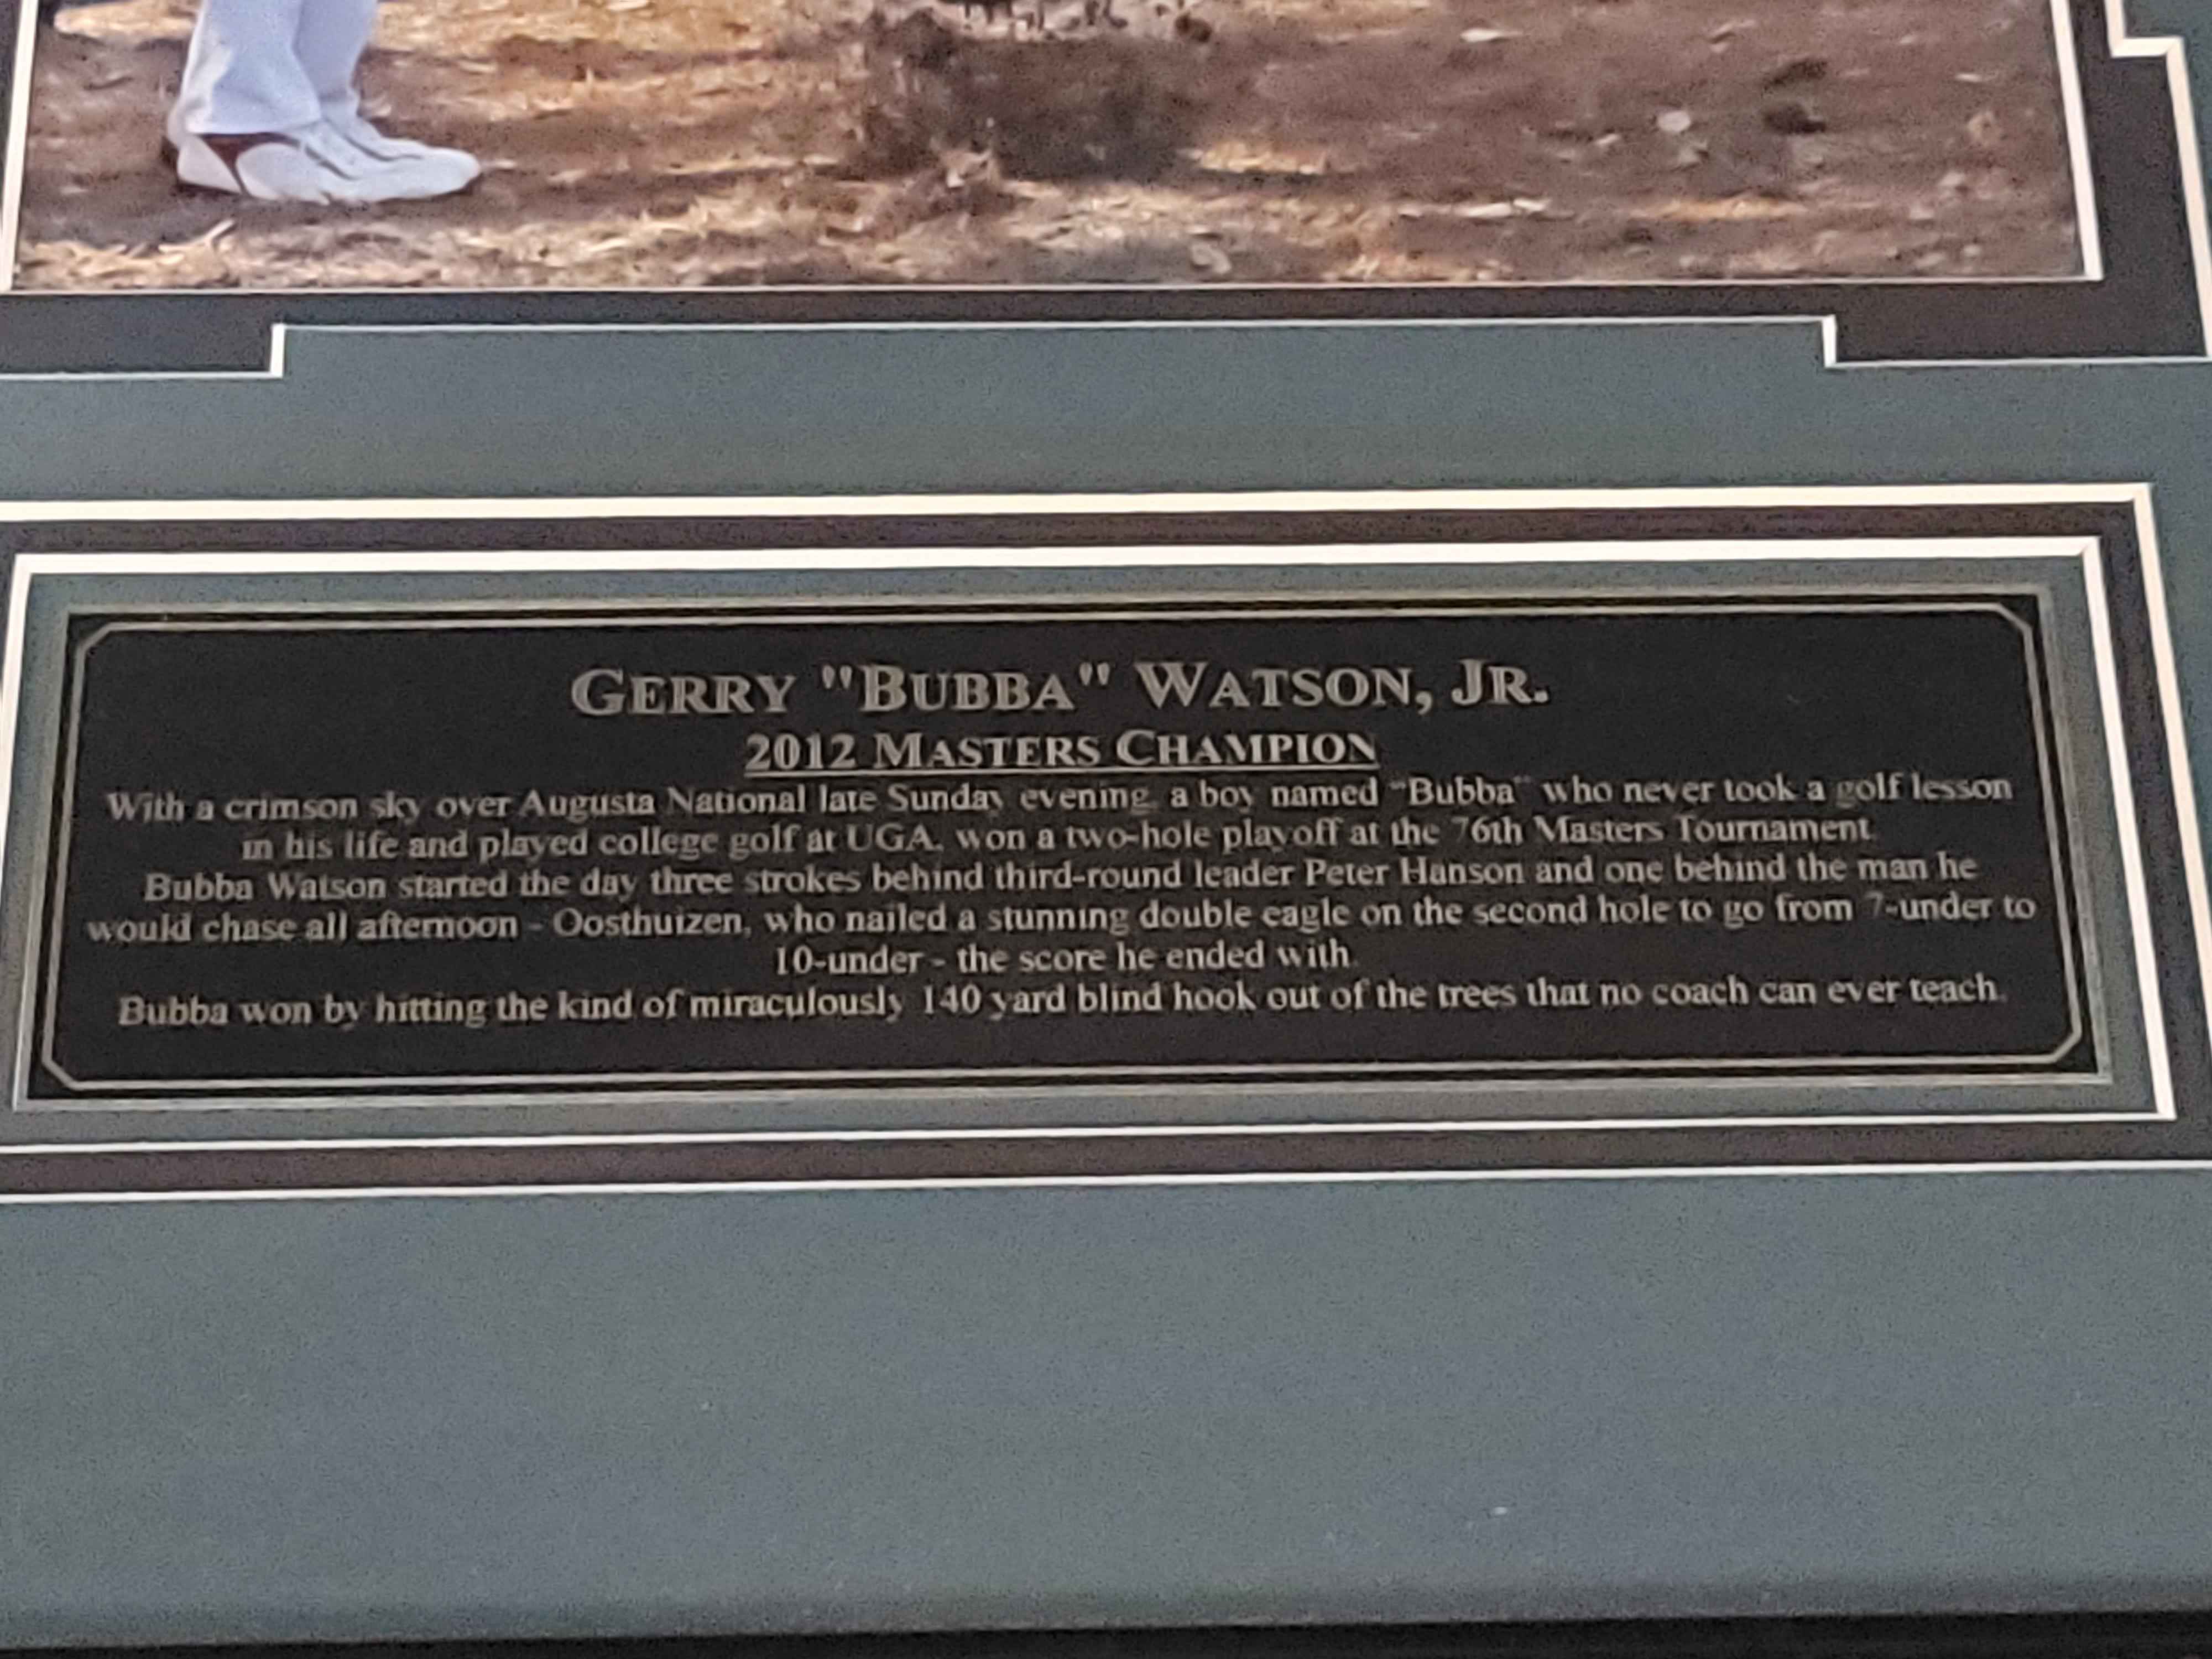 GERRY "BUBBA" WATSON, JR.
2012 MASTERS CHAMPION
With a crimson sky over Augusta National late Sunday evening, a boy named "Bubba" who never took a golf lesson
in his life and played college golf at UGA, won a two-hole playoff at the 76th Masters Tournament.
Bubba Watson started the day three strokes behind third-round leader Peter Hanson and one behind the man he
would chase all afternoon - Oosthuizen, who nailed a stunning double eagle on the second hole to go from 7-under to
10-under - the score he ended with.
Bubba won by hitting the kind of miraculously 140 yard blind hook out of the trees that no coach can ever teach.